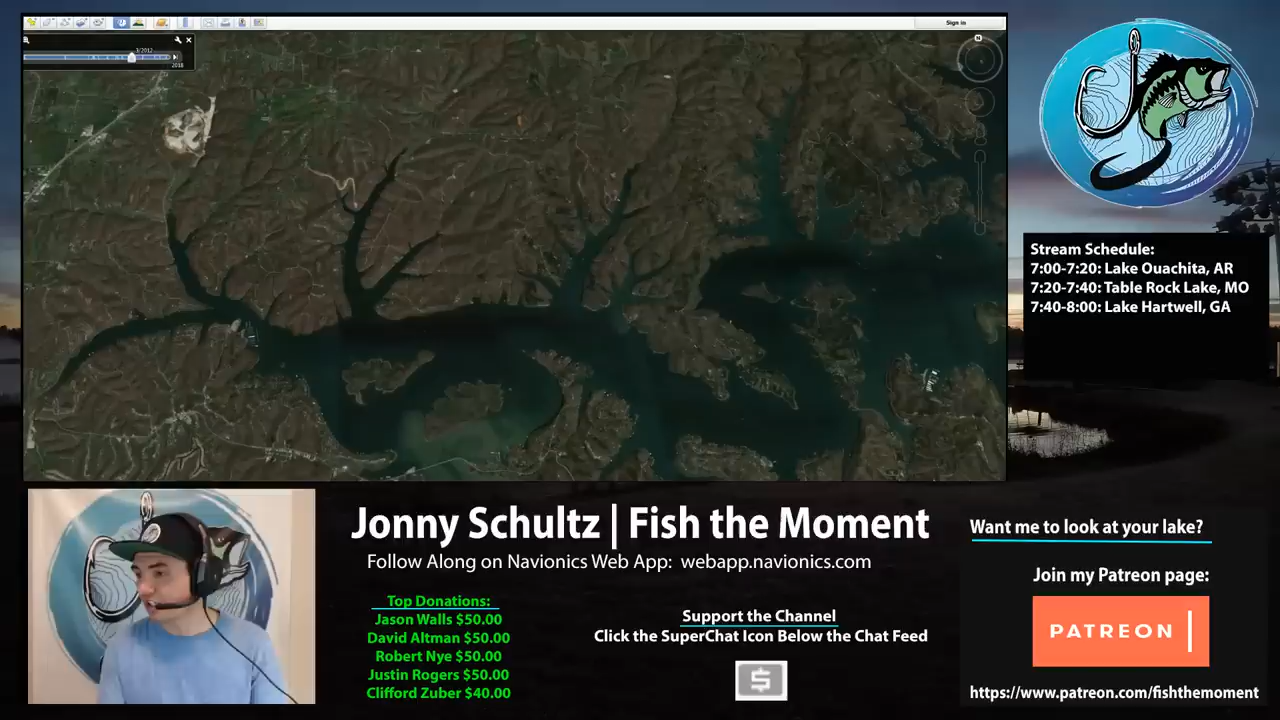 Sign in
3/2012
2018
N
Stream Schedule:
7:00-7:20: Lake Ouachita, AR
7:20-7:40: Table Rock Lake, MO
7:40-8:00: Lake Hartwell, GA
Jonny Schultz | Fish the Moment
Follow Along on Navionics Web App: webapp.navionics.com
Top Donations:
Jason Walls $50.00
David Altman $50.00
Robert Nye $50.00
Justin Rogers $50.00
Clifford Zuber $40.00
Support the Channel
Click the SuperChat Icon Below the Chat Feed
$
Want me to look at your lake?
Join my Patreon page:
PATREON
https://www.patreon.com/fishthemoment